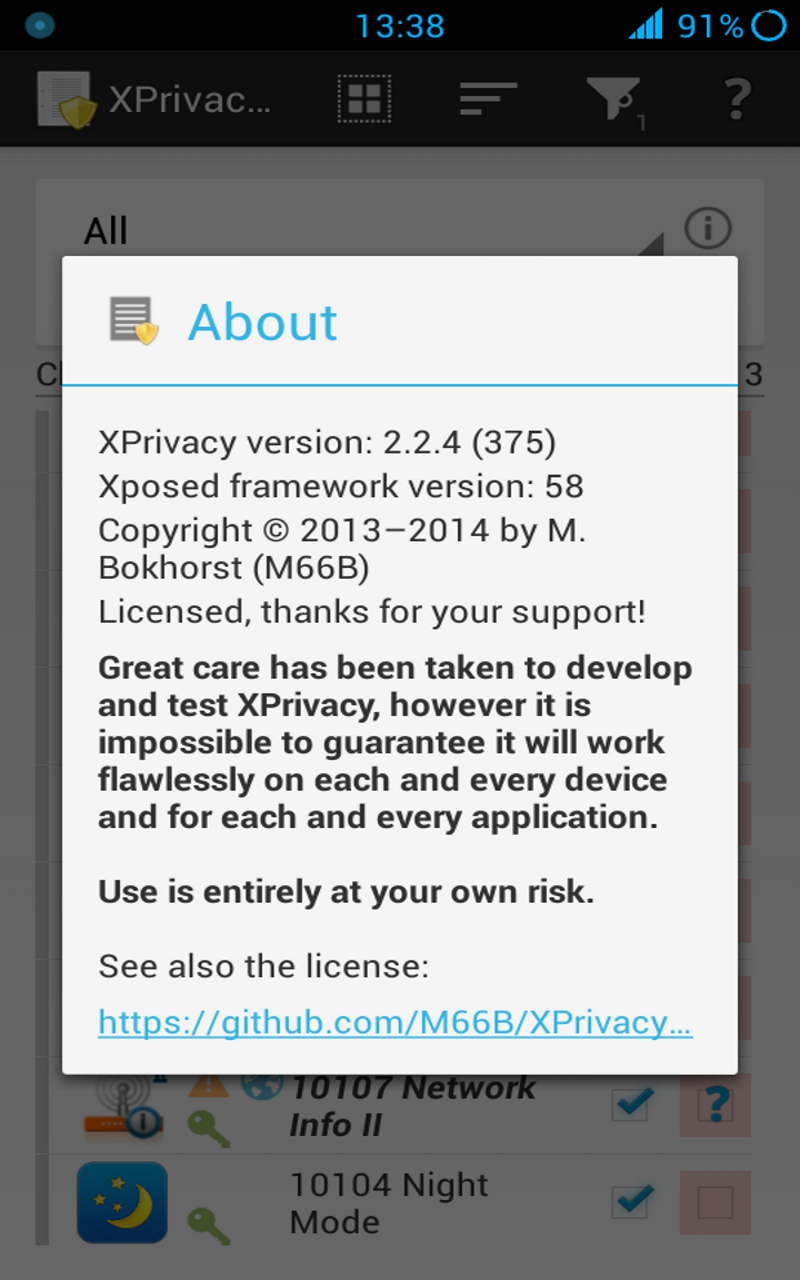 13:38
91%
XPrivac...
1
?
All
Cl
3
About
XPrivacy version: 2.2.4 (375)
Xposed framework version: 58
Copyright © 2013–2014 by M.
Bokhorst (M66B)
Licensed, thanks for your support!
Great care has been taken to develop
and test XPrivacy, however it is
impossible to guarantee it will work
flawlessly on each and every device
and for each and every application.
Use is entirely at your own risk.
See also the license:
https://github.com/M66B/XPrivacy...
10107 Network
Info II
?
10104 Night
Mode